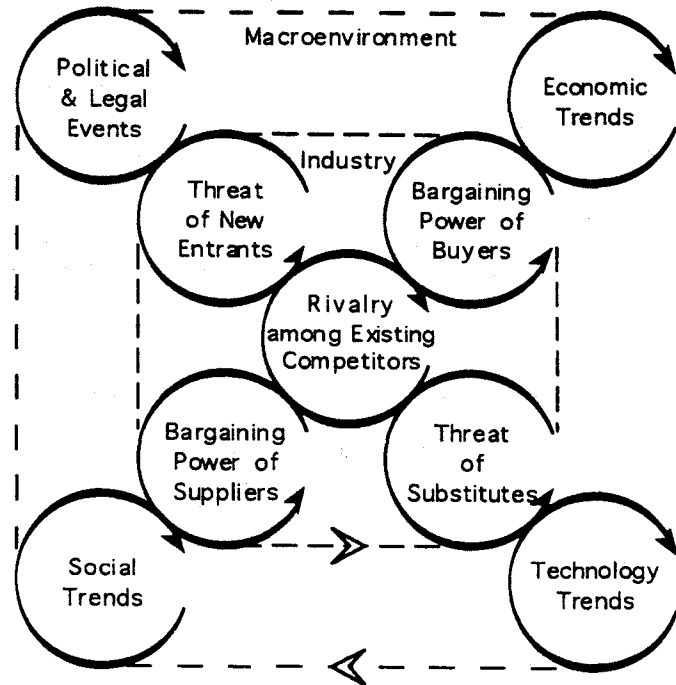 Macroenvironment
Political
& Legal
Events
Economic
Trends
Industry
Threat
of New
Entrants
Bargaining
Power of
Buyers
Rivalry
among Existing
Competitors
Bargaining
Power of
Suppliers
Threat
of
Substitutes
Social
Trends
Technology
Trends